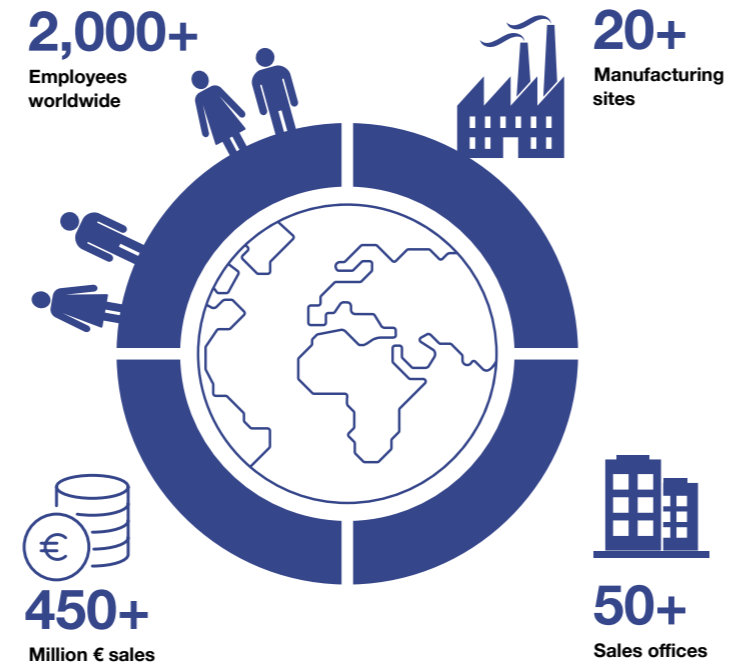 2,000+
Employees
worldwide
20+
Manufacturing
sites
€
450+
Million € sales
50+
Sales offices